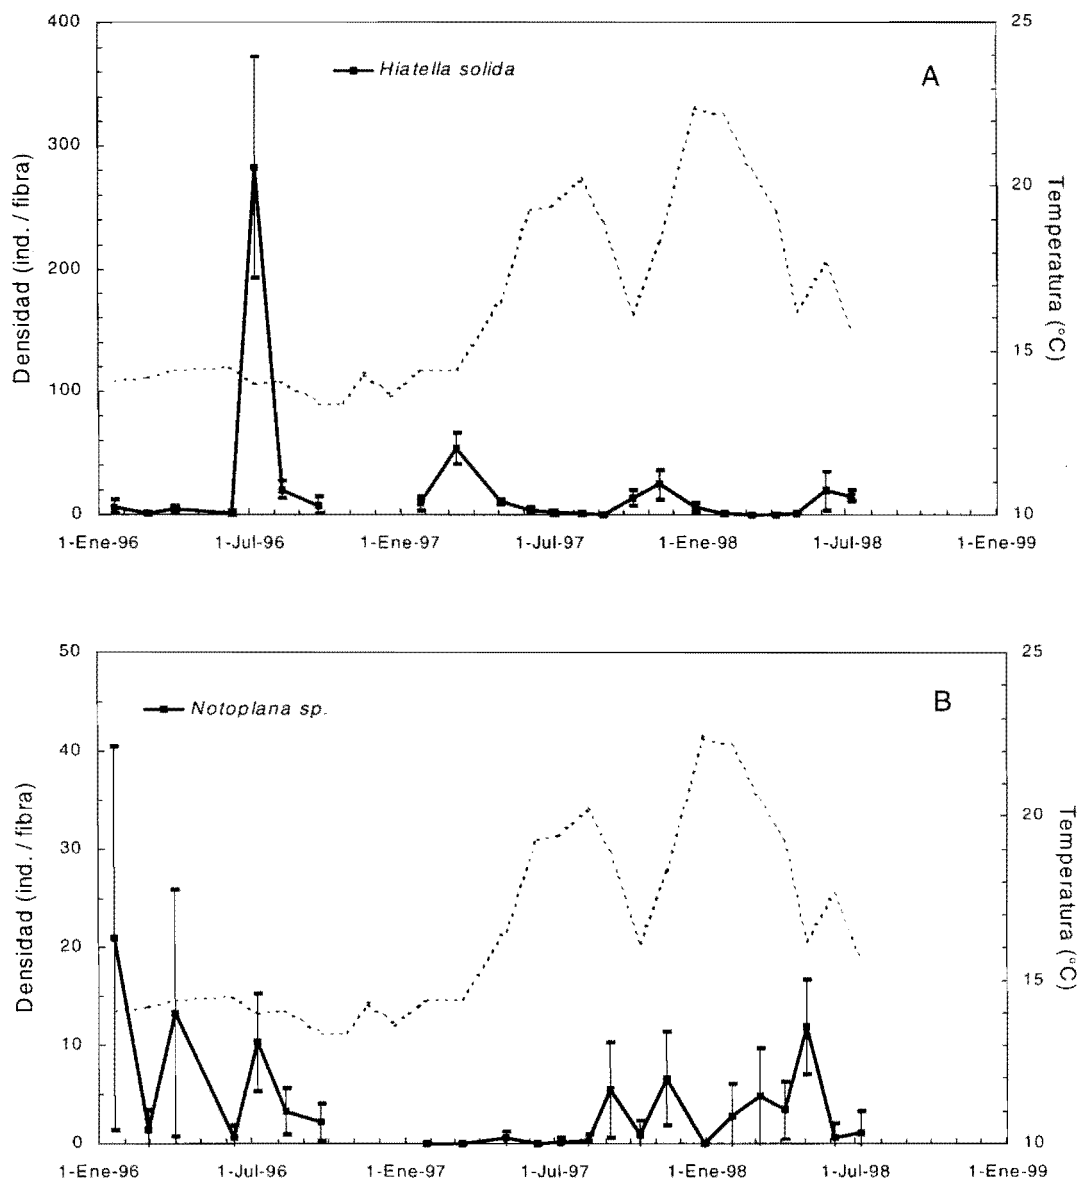 400
300
200
100
0
Densidad (ind. / fibra)
Hiatella solida
A
25
20
15
10
Temperatura (°C)
1-Ene-96 1-Jul-96 1-Ene-97 1-Jul-97 1-Ene-98 1-Jul-98 1-Ene-99
50
40
30
20
10
0
Densidad (ind. / fibra)
Notoplana sp.
B
25
20
15
10
Temperatura (°C)
1-Ene-96 1-Jul-96 1-Ene-97 1-Jul-97 1-Ene-98 1-Jul-98 1-Ene-99